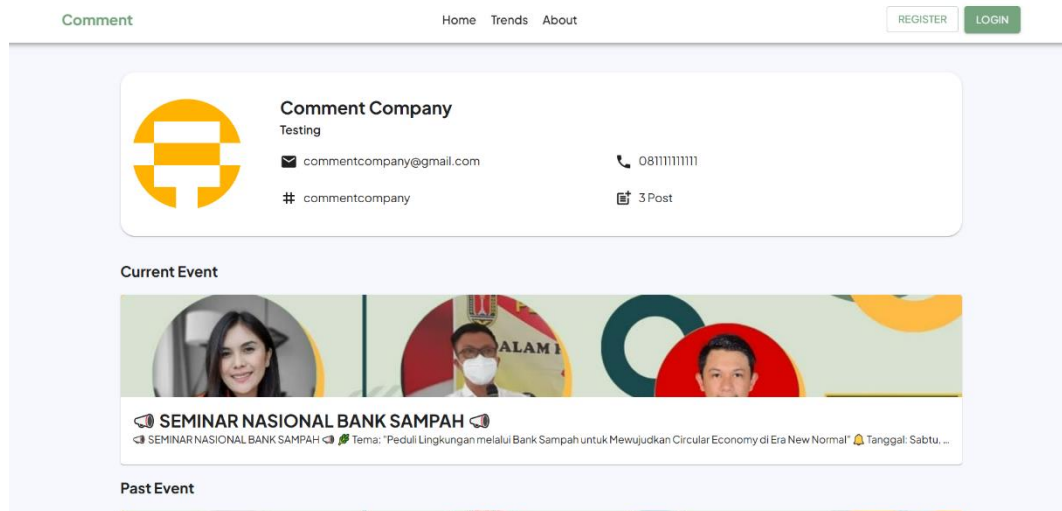 Comment
Home Trends About
REGISTER LOGIN
Comment Company
Testing
commentcompany@gmail.com
081111111111
# commentcompany
3 Post
Current Event
ALAM
SEMINAR NASIONAL BANK SAMPAH
SEMINAR NASIONAL BANK SAMPAH Tema: "Peduli Lingkungan melalui Bank Sampah untuk Mewujudkan Circular Economy di Era New Normal" Tanggal: Sabtu, ...
Past Event